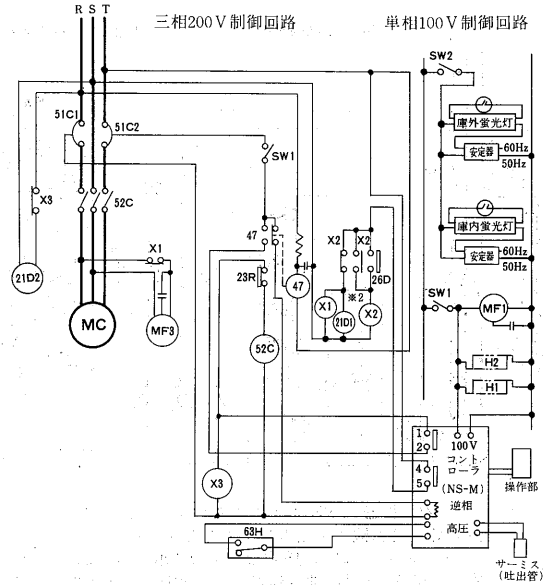 三相200V制御回路
単相100V制御回路
R S T
SW2
51C1
51C2
庫外蛍光灯
安定器
60Hz
50Hz
SW1
X3
52C
47
X2
X2
庫内蛍光灯
安定器
60Hz
50Hz
X1
23R
26D
※2
SW1
21D2
47
X1
21D1
X2
MF1
MC
MF3
52C
H2
H1
1
2
100V
コント
ローラ
(NS-M)
4
5
操作部
X3
逆相
高圧
63H
サーミス
(吐出管)